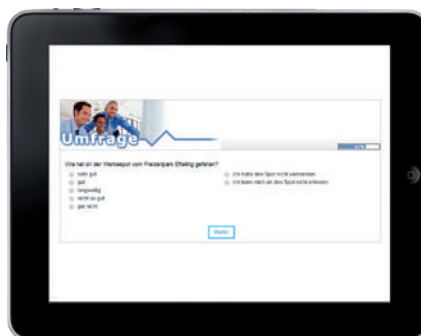 Umfrage
Wie hat dir der Werbespot vom Freizeitpark Efteling gefallen?
sehr gut
gut
langweilig
nicht so gut
gar nicht
Ich habe den Spot nicht verstanden.
Ich kann mich an den Spot nicht erinnern.
Weiter